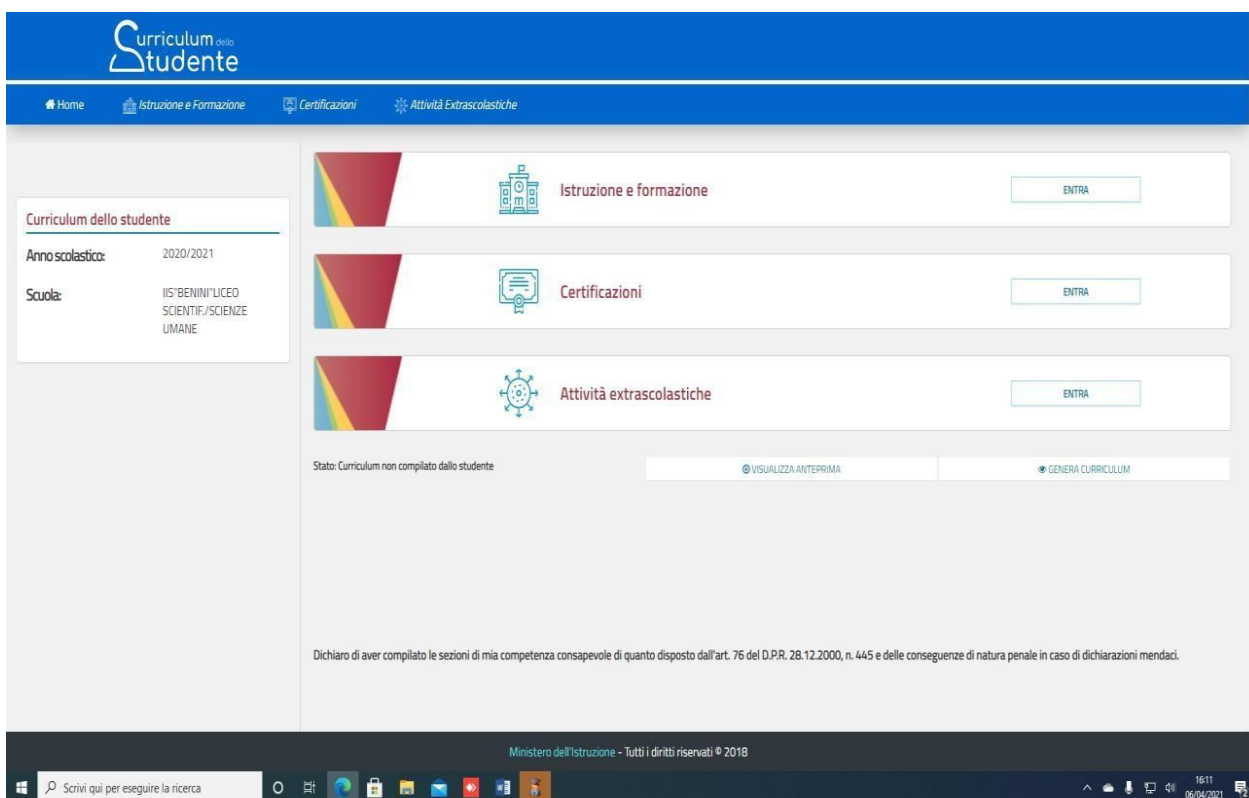 Curriculum dello
Studente
Home Istruzione e Formazione Certificazioni Attività Extrascolastiche
Curriculum dello studente
Anno scolastico: 2020/2021
Scuola: IIS"BENINI"LICEO
SCIENTIF./SCIENZE
UMANE
Istruzione e formazione ENTRA
Certificazioni ENTRA
Attività extrascolastiche ENTRA
Stato: Curriculum non compilato dallo studente VISUALIZZA ANTEPRIMA GENERA CURRICULUM
Dichiaro di aver compilato le sezioni di mia competenza consapevole di quanto disposto dall'art. 76 del D.P.R. 28.12.2000, n. 445 e delle conseguenze di natura penale in caso di dichiarazioni mendaci.
Ministero dell'Istruzione - Tutti i diritti riservati © 2018
Scrivi qui per eseguire la ricerca
16:11
06/04/2021